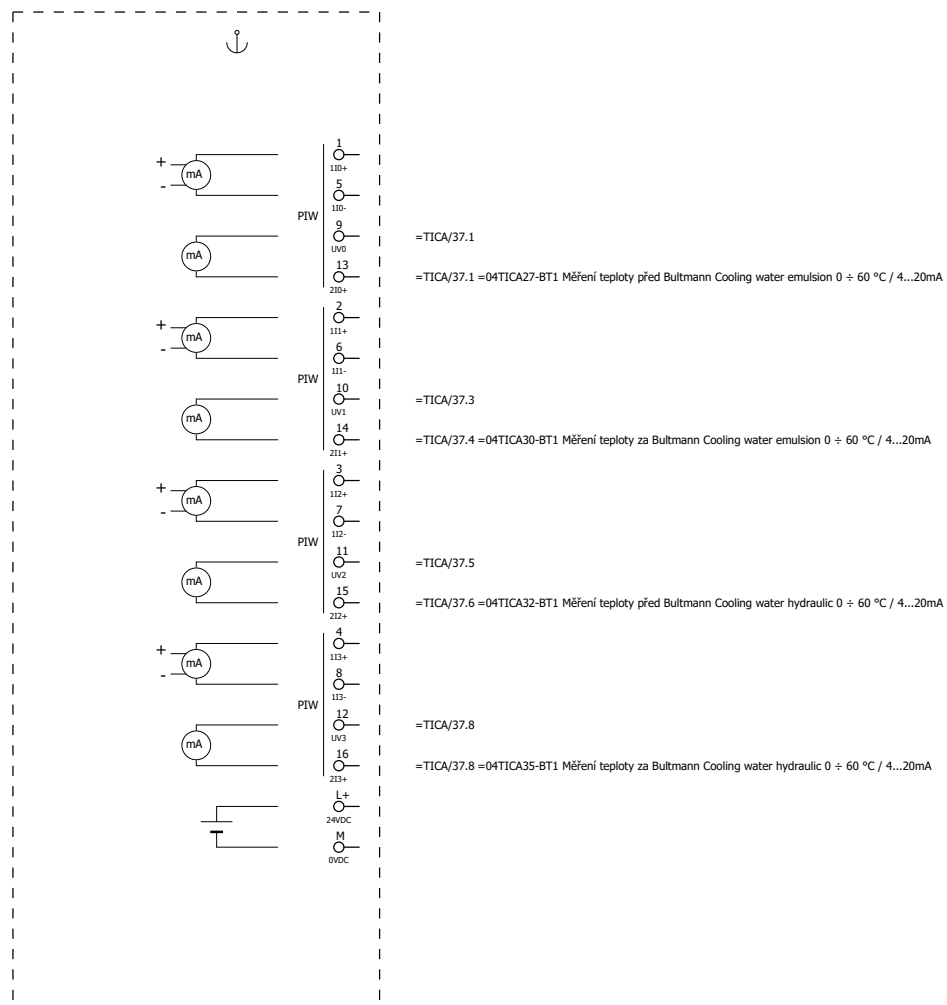 1
+ mA 1I0+
- 5
1I0-
PIW
9 =TICA/37.1
mA UV0
13 =TICA/37.1 =04TICA27-BT1 Měření teploty před Bultmann Cooling water emulsion 0 ÷ 60 °C / 4...20mA
2I0+
2
+ mA 1I1+
- 6
1I1-
PIW
10 =TICA/37.3
mA UV1
14 =TICA/37.4 =04TICA30-BT1 Měření teploty za Bultmann Cooling water emulsion 0 ÷ 60 °C / 4...20mA
2I1+
3
+ mA 1I2+
- 7
1I2-
PIW
11 =TICA/37.5
mA UV2
15 =TICA/37.6 =04TICA32-BT1 Měření teploty před Bultmann Cooling water hydraulic 0 ÷ 60 °C / 4...20mA
2I2+
4
+ mA 1I3+
- 8
1I3-
PIW
12 =TICA/37.8
mA UV3
16 =TICA/37.8 =04TICA35-BT1 Měření teploty za Bultmann Cooling water hydraulic 0 ÷ 60 °C / 4...20mA
2I3+
L+
24VDC
M
0VDC